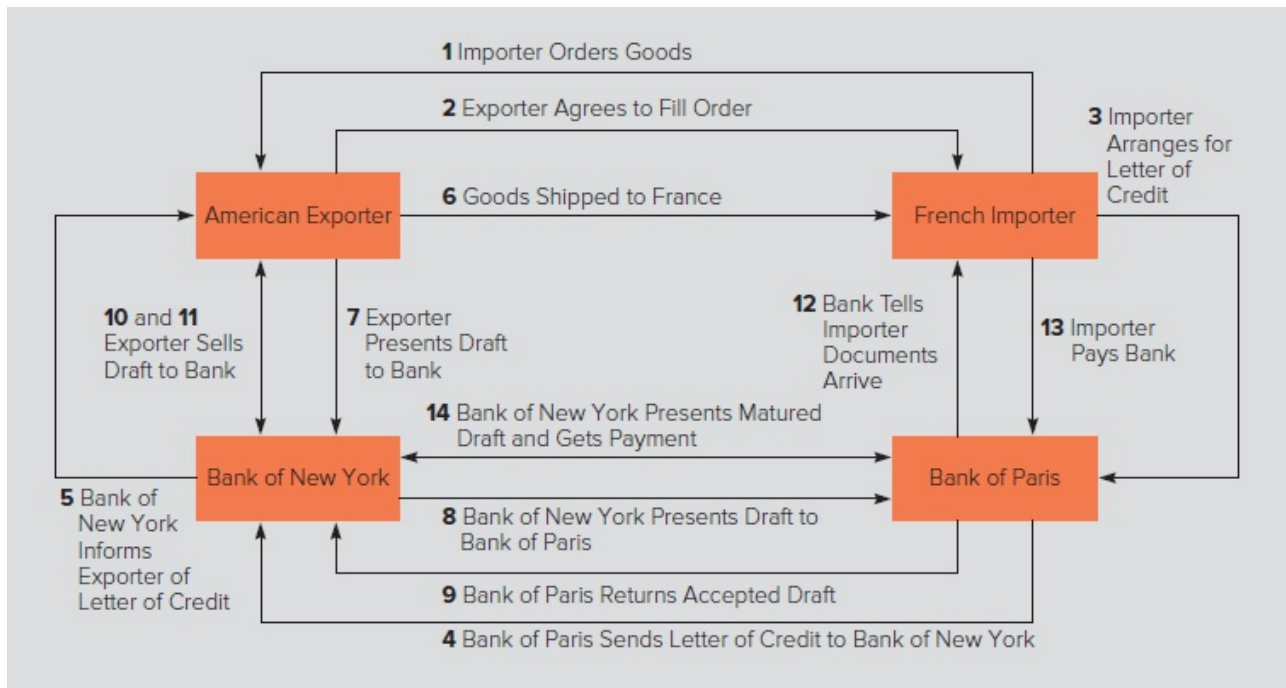 1 Importer Orders Goods
2 Exporter Agrees to Fill Order
3 Importer
Arranges for
Letter of
Credit
American Exporter
6 Goods Shipped to France
French Importer
10 and 11
Exporter Sells
Draft to Bank
7 Exporter
Presents Draft
to Bank
12 Bank Tells
Importer
Documents
Arrive
13 Importer
Pays Bank
14 Bank of New York Presents Matured
Draft and Gets Payment
Bank of New York
Bank of Paris
5 Bank of
New York
Informs
Exporter of
Letter of Credit
8 Bank of New York Presents Draft to
Bank of Paris
9 Bank of Paris Returns Accepted Draft
4 Bank of Paris Sends Letter of Credit to Bank of New York